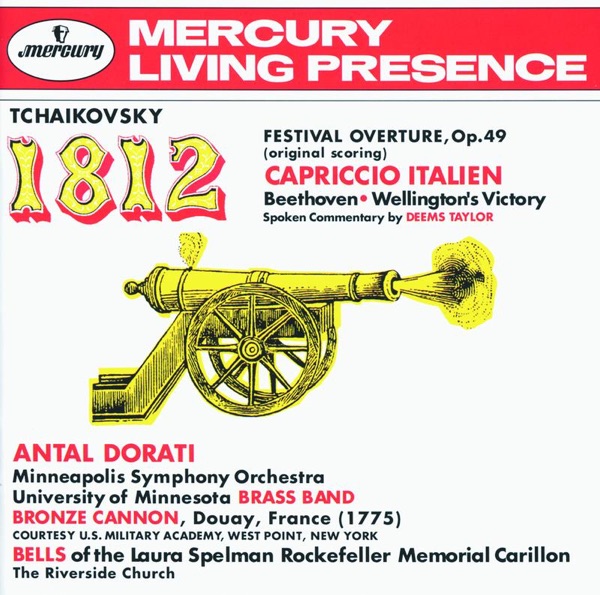 mercury
MERCURY
LIVING PRESENCE
TCHAIKOVSKY
1812
FESTIVAL OVERTURE, Op.49
(original scoring)
CAPRICCIO ITALIEN
Beethoven • Wellington's Victory
Spoken Commentary by DEEMS TAYLOR
ANTAL DORATI
Minneapolis Symphony Orchestra
University of Minnesota BRASS BAND
BRONZE CANNON, Douay, France (1775)
COURTESY U.S. MILITARY ACADEMY, WEST POINT, NEW YORK
BELLS of the Laura Spelman Rockefeller Memorial Carillon
The Riverside Church